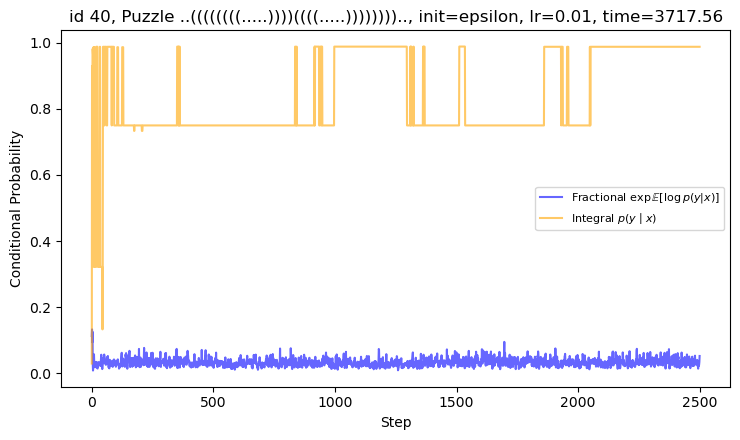 id 40, Puzzle ..((((((((.....))))((((.....)))))))).., init=epsilon, lr=0.01, time=3717.56
1.0
0.8
0.6
0.4
0.2
0.0
Conditional Probability
Fractional exp𝔼[log p(y|x)]
Integral p(y | x)
0
500
1000
1500
2000
2500
Step